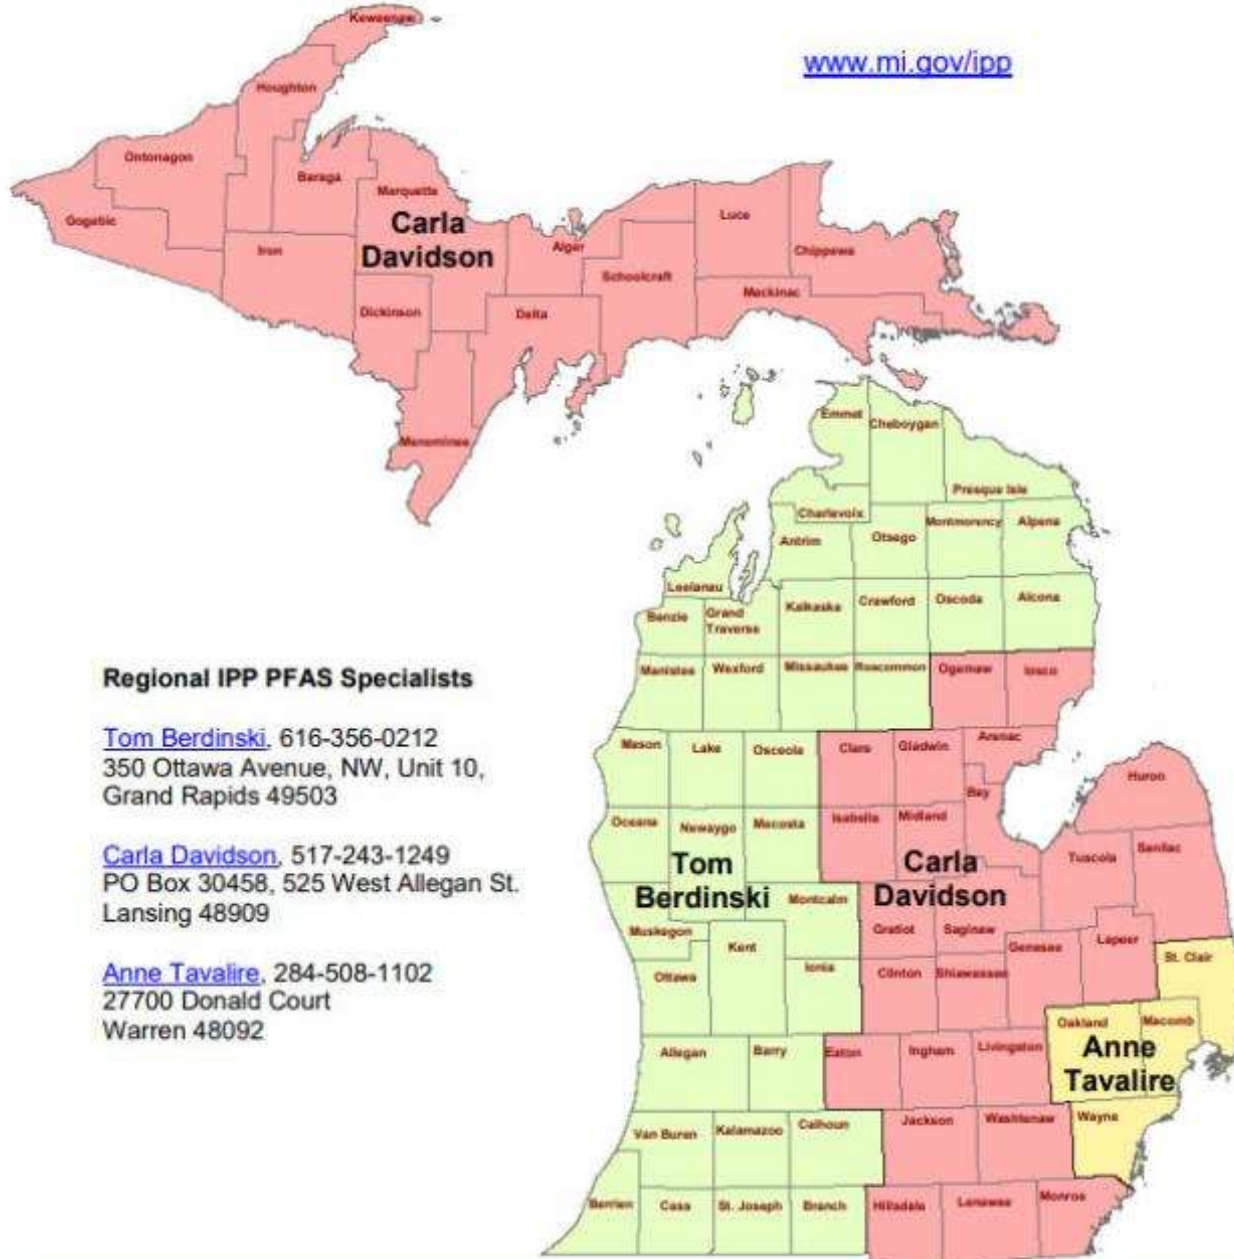 www.mi.gov/ipp
Keweenaw
Houghton
Ontonagon
Baraga
Marquette
Gogebic
Iron
Carla
Davidson
Alger
Luce
Chippewa
Schoolcraft
Mackinac
Dickinson
Delta
Menominee
Emmet
Cheboygan
Presque Isle
Charlevoix
Antrim
Otsego
Montmorency
Alpena
Leelanau
Benzie
Grand
Traverse
Kalkaska
Crawford
Oscoda
Alcona
Manistee
Wexford
Missaukee
Roscommon
Ogemaw
Iosco
Regional IPP PFAS Specialists
Tom Berdinski, 616-356-0212
350 Ottawa Avenue, NW, Unit 10,
Grand Rapids 49503
Carla Davidson, 517-243-1249
PO Box 30458, 525 West Allegan St.
Lansing 48909
Anne Tavalire, 284-508-1102
27700 Donald Court
Warren 48092
Mason
Lake
Osceola
Clare
Gladwin
Arenac
Huron
Bay
Oceana
Newaygo
Mecosta
Isabella
Midland
Tuscola
Sanilac
Tom
Berdinski
Carla
Davidson
Montcalm
Muskegon
Kent
Gratiot
Saginaw
Genesee
Lapeer
St. Clair
Ottawa
Ionia
Clinton
Shiawassee
Oakland
Macomb
Allegan
Barry
Eaton
Ingham
Livingston
Anne
Tavalire
Van Buren
Kalamazoo
Calhoun
Jackson
Washtenaw
Wayne
Berrien
Cass
St. Joseph
Branch
Hillsdale
Lenawee
Monroe